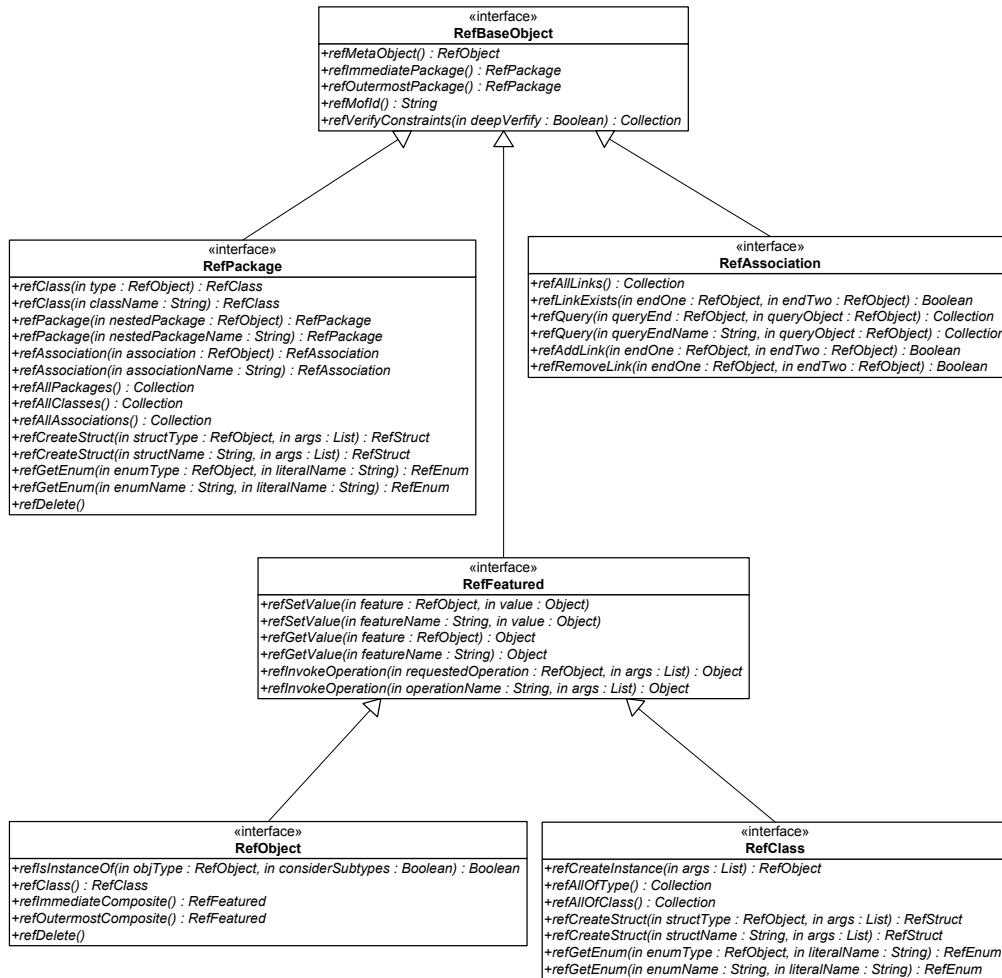 «interface»
RefBaseObject
+refMetaObject() : RefObject
+refImmediatePackage() : RefPackage
+refOutermostPackage() : RefPackage
+refMofId() : String
+refVerifyConstraints(in deepVerfify : Boolean) : Collection
«interface»
RefPackage
+refClass(in type : RefObject) : RefClass
+refClass(in className : String) : RefClass
+refPackage(in nestedPackage : RefObject) : RefPackage
+refPackage(in nestedPackageName : String) : RefPackage
+refAssociation(in association : RefObject) : RefAssociation
+refAssociation(in associationName : String) : RefAssociation
+refAllPackages() : Collection
+refAllClasses() : Collection
+refAllAssociations() : Collection
+refCreateStruct(in structType : RefObject, in args : List) : RefStruct
+refCreateStruct(in structName : String, in args : List) : RefStruct
+refGetEnum(in enumType : RefObject, in literalName : String) : RefEnum
+refGetEnum(in enumName : String, in literalName : String) : RefEnum
+refDelete()
«interface»
RefAssociation
+refAllLinks() : Collection
+refLinkExists(in endOne : RefObject, in endTwo : RefObject) : Boolean
+refQuery(in queryEnd : RefObject, in queryObject : RefObject) : Collection
+refQuery(in queryEndName : String, in queryObject : RefObject) : Collection
+refAddLink(in endOne : RefObject, in endTwo : RefObject) : Boolean
+refRemoveLink(in endOne : RefObject, in endTwo : RefObject) : Boolean
«interface»
RefFeatured
+refSetValue(in feature : RefObject, in value : Object)
+refSetValue(in featureName : String, in value : Object)
+refGetValue(in feature : RefObject) : Object
+refGetValue(in featureName : String) : Object
+refInvokeOperation(in requestedOperation : RefObject, in args : List) : Object
+refInvokeOperation(in operationName : String, in args : List) : Object
«interface»
RefObject
+refIsInstanceOf(in objType : RefObject, in considerSubtypes : Boolean) : Boolean
+refClass() : RefClass
+refImmediateComposite() : RefFeatured
+refOutermostComposite() : RefFeatured
+refDelete()
«interface»
RefClass
+refCreateInstance(in args : List) : RefObject
+refAllOfType() : Collection
+refAllOfClass() : Collection
+refCreateStruct(in structType : RefObject, in args : List) : RefStruct
+refCreateStruct(in structName : String, in args : List) : RefStruct
+refGetEnum(in enumType : RefObject, in literalName : String) : RefEnum
+refGetEnum(in enumName : String, in literalName : String) : RefEnum